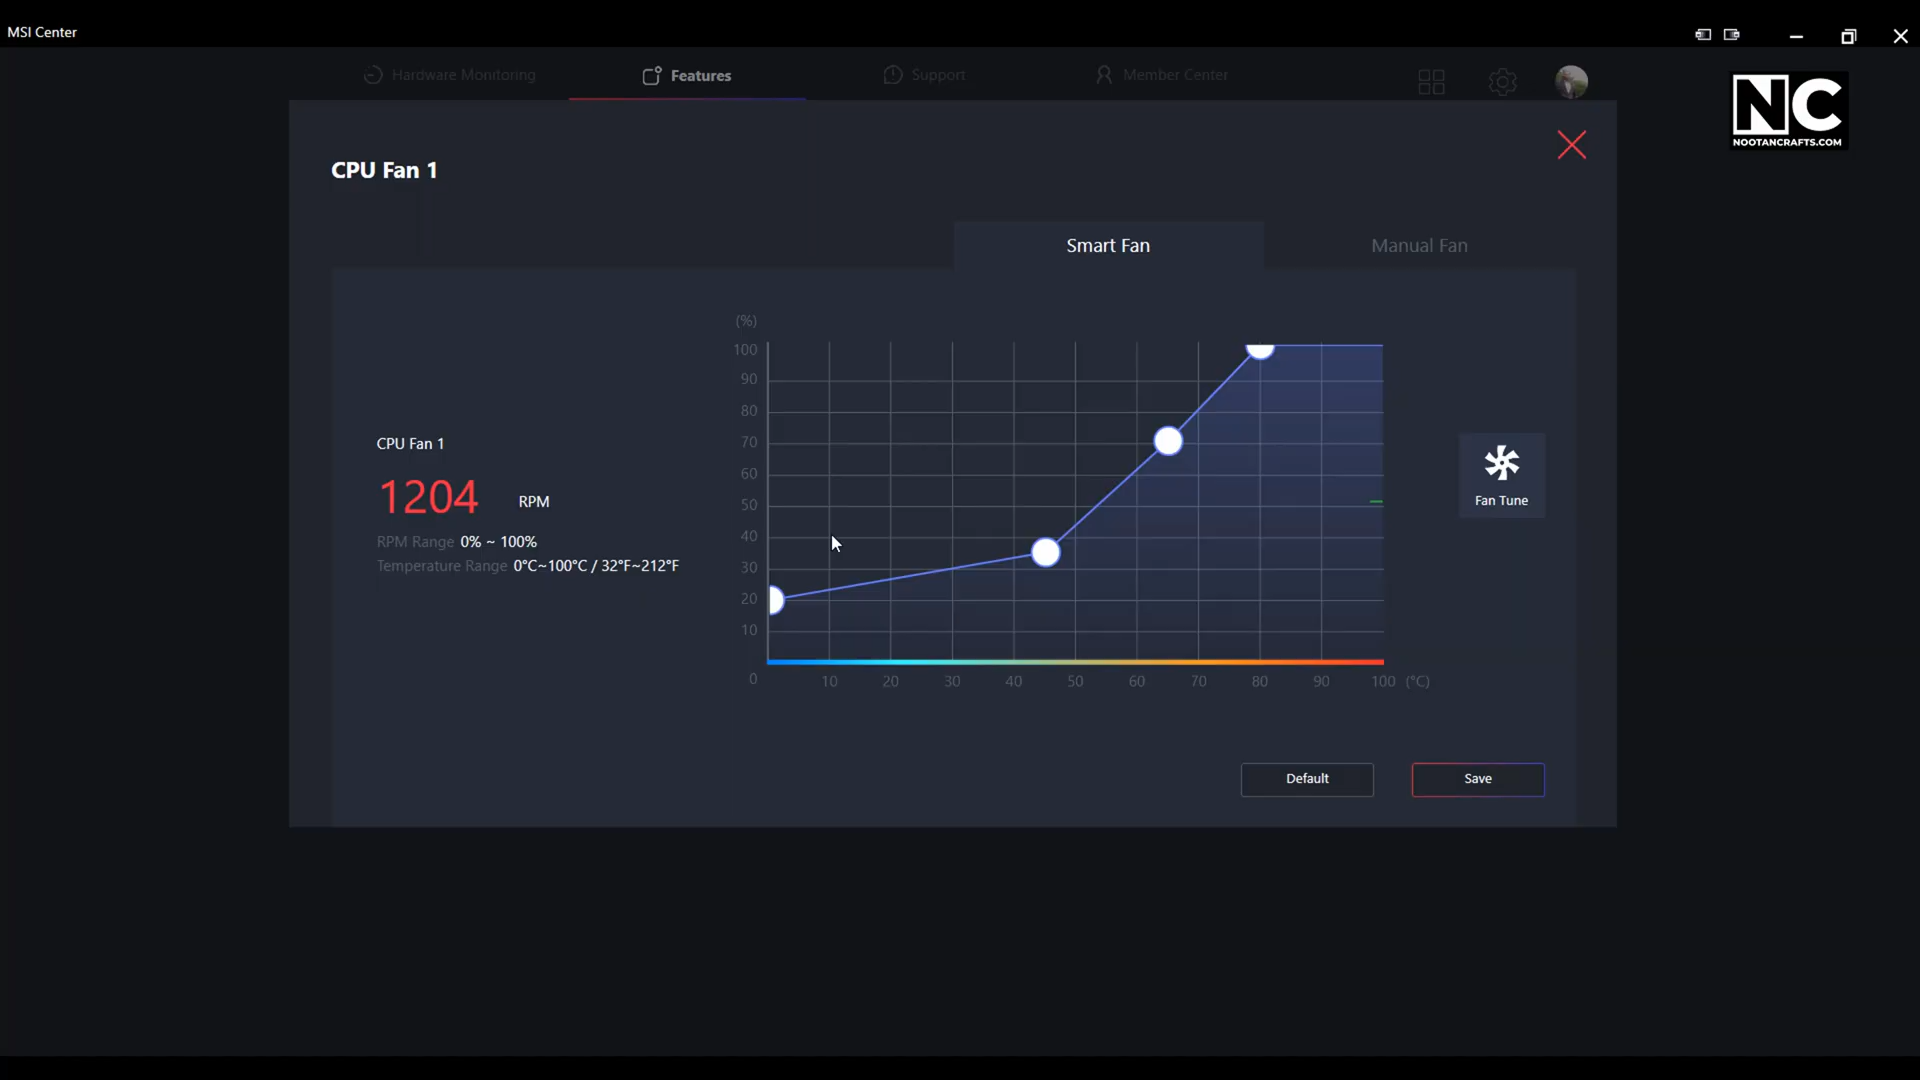 MSI Center
Hardware Monitoring
Features
Support
Member Center
NC
NOOTANCRAFTS.COM
CPU Fan 1
Smart Fan
Manual Fan
(%)
100
90
80
70
60
50
40
30
20
10
0
10 20 30 40 50 60 70 80 90 100 (°C)
CPU Fan 1
1204 RPM
RPM Range 0% ~ 100%
Temperature Range 0°C~100°C / 32°F~212°F
Fan Tune
Default
Save